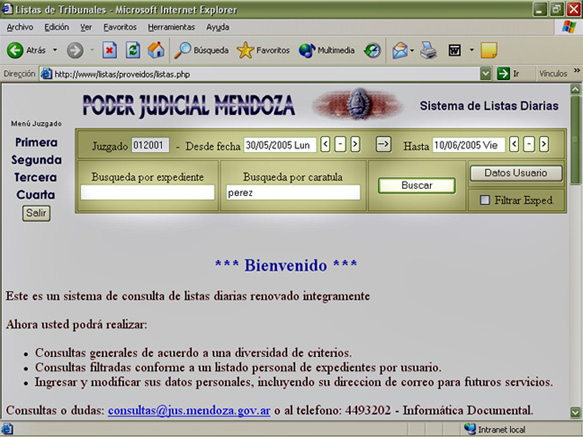 Listas de Tribunales - Microsoft Internet Explorer
Archivo Edición Ver Favoritos Herramientas Ayuda
Atrás Búsqueda Favoritos Multimedia
Dirección http://www/listas/proveidos/listas.php Ir Vínculos »
PODER JUDICIAL MENDOZA Sistema de Listas Diarias
Menú Juzgado
Primera
Segunda
Tercera
Cuarta
Salir
Juzgado 012001 - Desde fecha 30/05/2005 Lun < - > --> Hasta 10/06/2005 Vie < - >
Busqueda por expediente Busqueda por caratula
perez
Buscar
Datos Usuario
Filtrar Exped.
*** Bienvenido ***
Este es un sistema de consulta de listas diarias renovado integramente
Ahora usted podrá realizar:
• Consultas generales de acuerdo a una diversidad de criterios.
• Consultas filtradas conforme a un listado personal de expedientes por usuario.
• Ingresar y modificar sus datos personales, incluyendo su direccion de correo para futuros servicios.
Consultas o dudas: consultas@jus.mendoza.gov.ar o al telefono: 4493202 - Informática Documental.
Intranet local